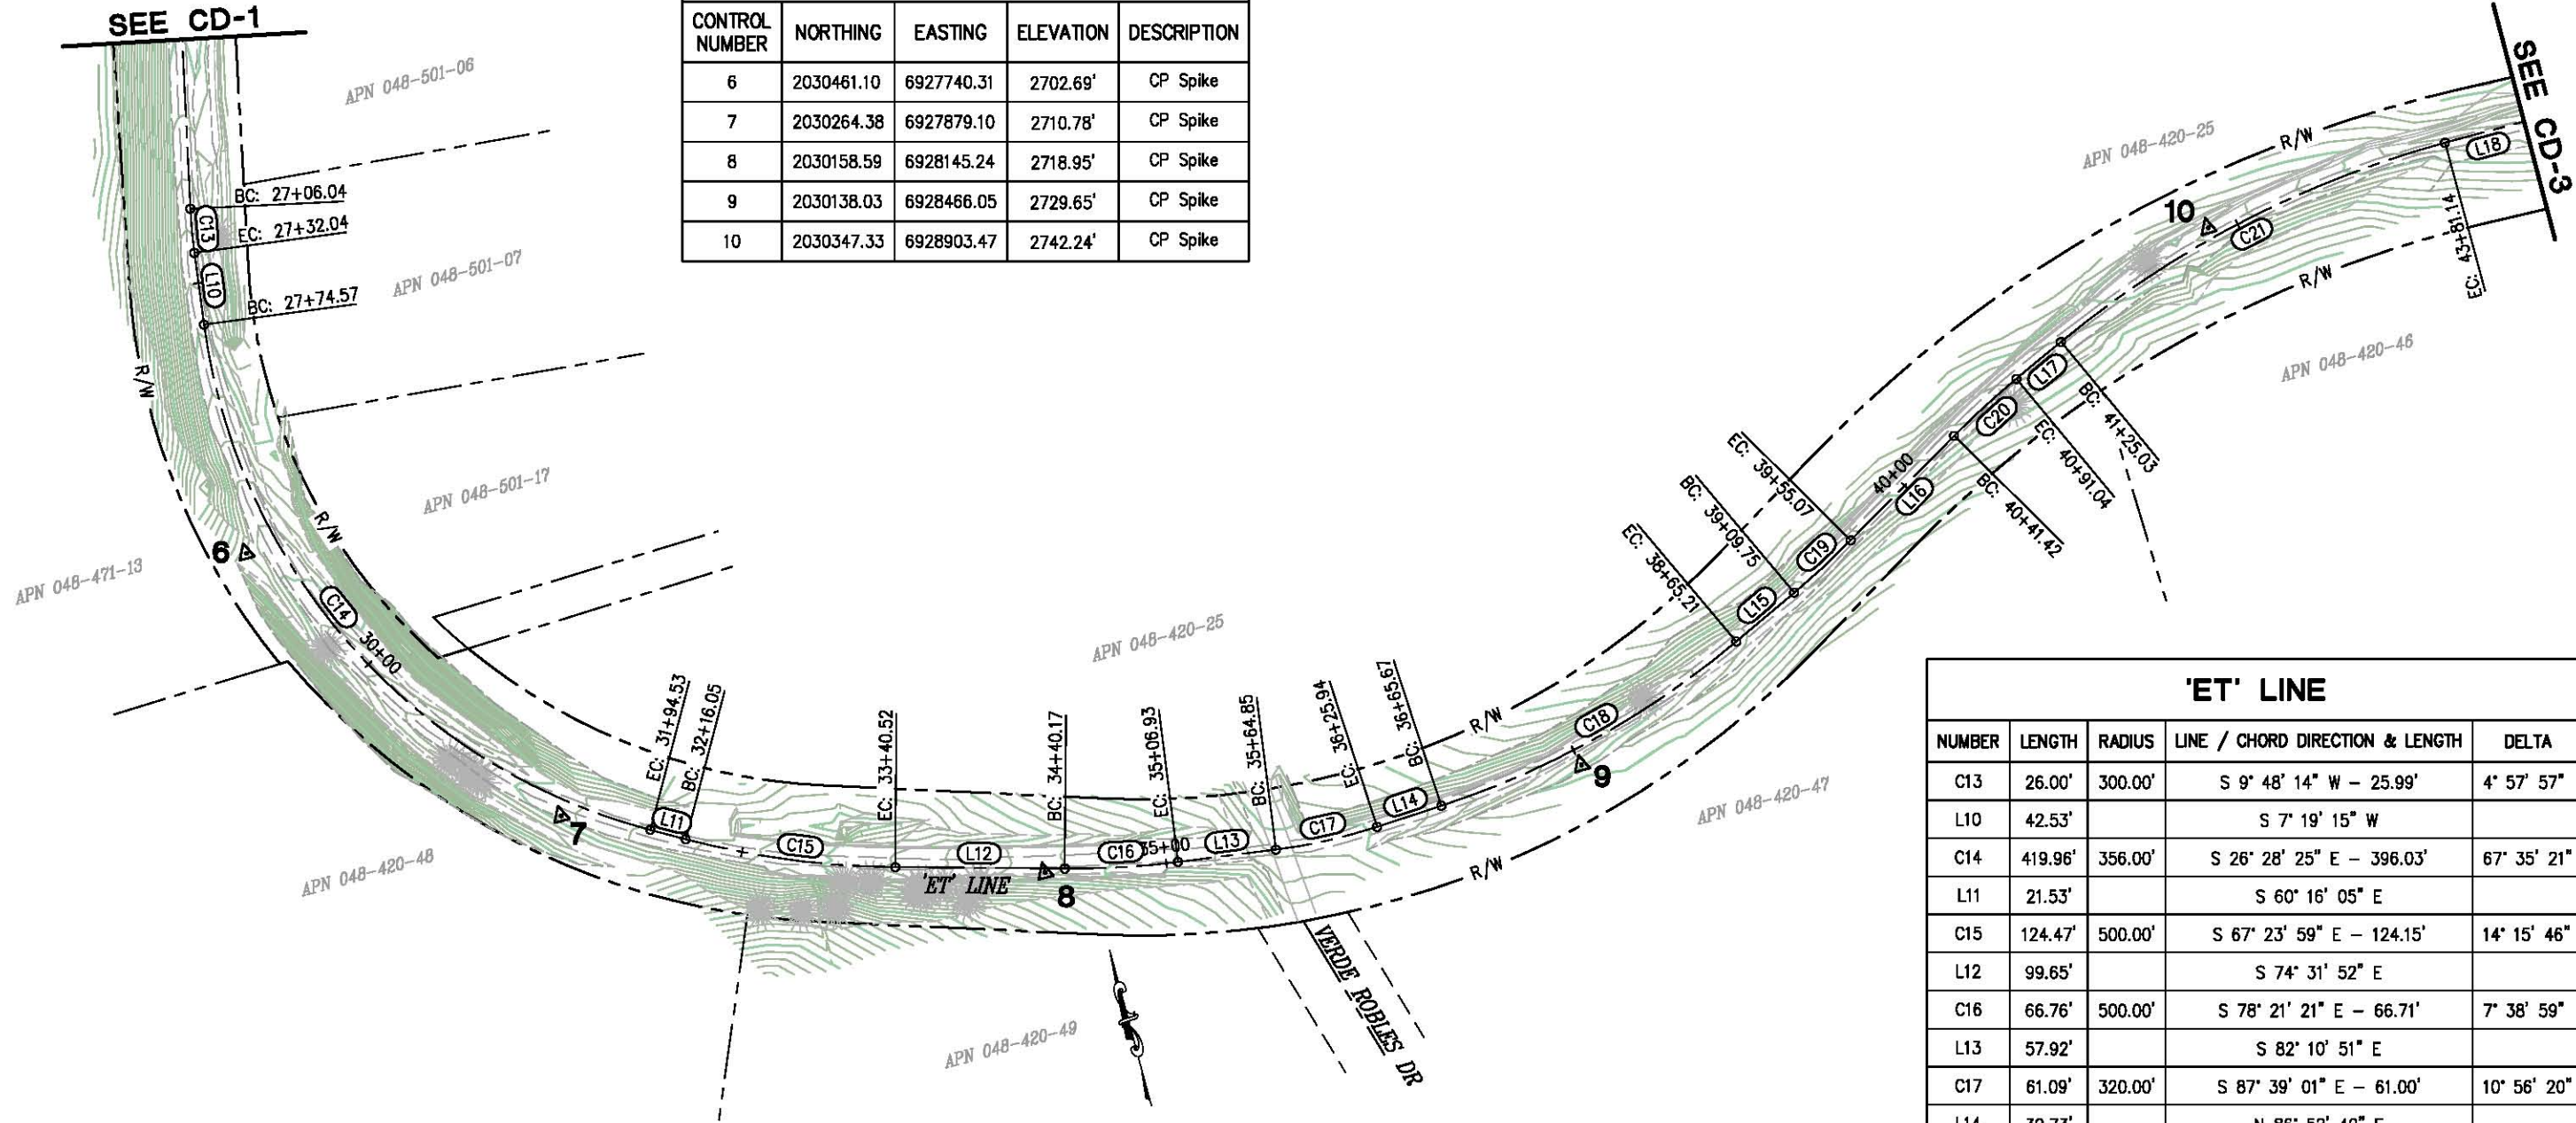 SEE CD-1
CONTROL NUMBER NORTHING EASTING ELEVATION DESCRIPTION
6 2030461.10 6927740.31 2702.69' CP Spike
7 2030264.38 6927879.10 2710.78' CP Spike
8 2030158.59 6928145.24 2718.95' CP Spike
9 2030138.03 6928466.05 2729.65' CP Spike
10 2030347.33 6928903.47 2742.24' CP Spike
SEE CD-3
APN 048-501-06
APN 048-420-25
R/W
L18
10
C21
EC: 43+81.14
BC: 27+06.04
C13
EC: 27+32.04
L10
APN 048-501-07
BC: 27+74.57
R/W
APN 048-420-46
R/W
L17
BC: 41+25.03
C20
EC: 40+91.04
EC: 39+55.07
BC: 39+09.75
40+00
L16
BC: 40+41.42
APN 048-501-17
R/W
6
APN 048-471-13
C14
30+00
EC: 38+65.21
C19
L15
APN 048-420-25
EC: 31+94.53
BC: 32+16.05
EC: 33+40.52
BC: 34+40.17
EC: 35+06.93
BC: 35+64.85
EC: 36+25.94
BC: 36+65.67
R/W
C18
9
7
L11
C15
L12
C16
35+00
L13
C17
L14
'ET' LINE
8
R/W
APN 048-420-47
APN 048-420-48
VERDE ROBLES DR
APN 048-420-49
'ET' LINE
NUMBER LENGTH RADIUS LINE / CHORD DIRECTION & LENGTH DELTA
C13 26.00' 300.00' S 9° 48' 14" W - 25.99' 4° 57' 57"
L10 42.53' S 7° 19' 15" W
C14 419.96' 356.00' S 26° 28' 25" E - 396.03' 67° 35' 21"
L11 21.53' S 60° 16' 05" E
C15 124.47' 500.00' S 67° 23' 59" E - 124.15' 14° 15' 46"
L12 99.65' S 74° 31' 52" E
C16 66.76' 500.00' S 78° 21' 21" E - 66.71' 7° 38' 59"
L13 57.92' S 82° 10' 51" E
C17 61.09' 320.00' S 87° 39' 01" E - 61.00' 10° 56' 20"